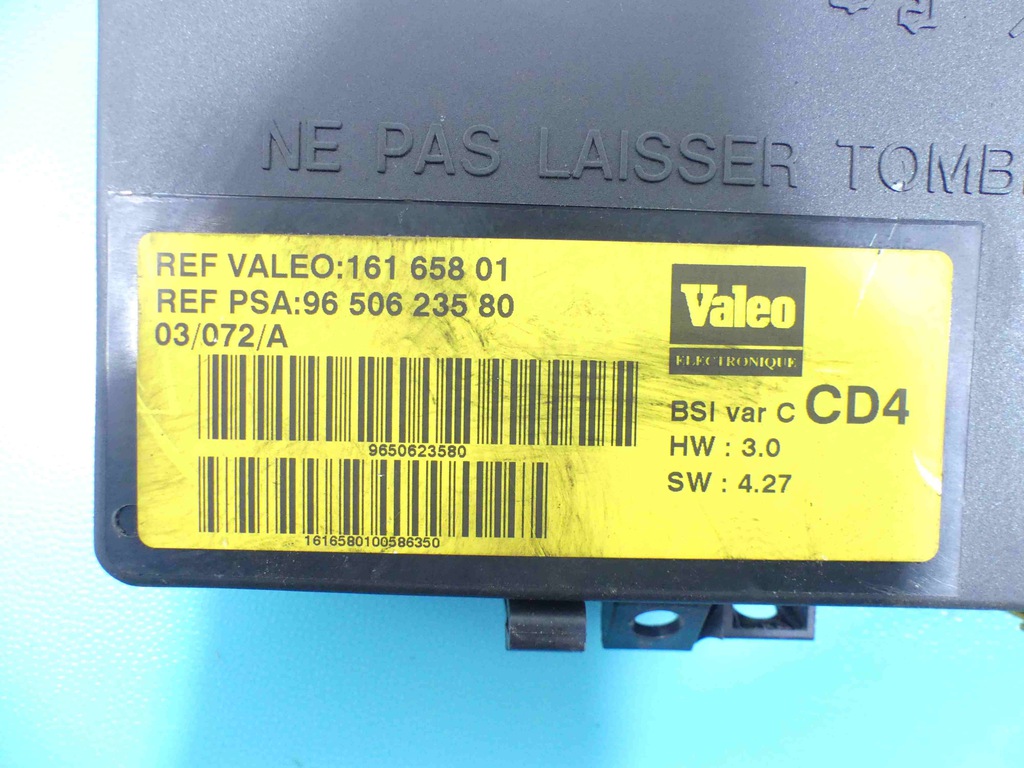 NE PAS LAISSER TOMB
REF VALEO:161 658 01
REF PSA:96 506 235 80
03/072/A
9650623580
1616580100586350
Valeo
ELECTRONIQUE
BSI var C CD4
HW : 3.0
SW : 4.27